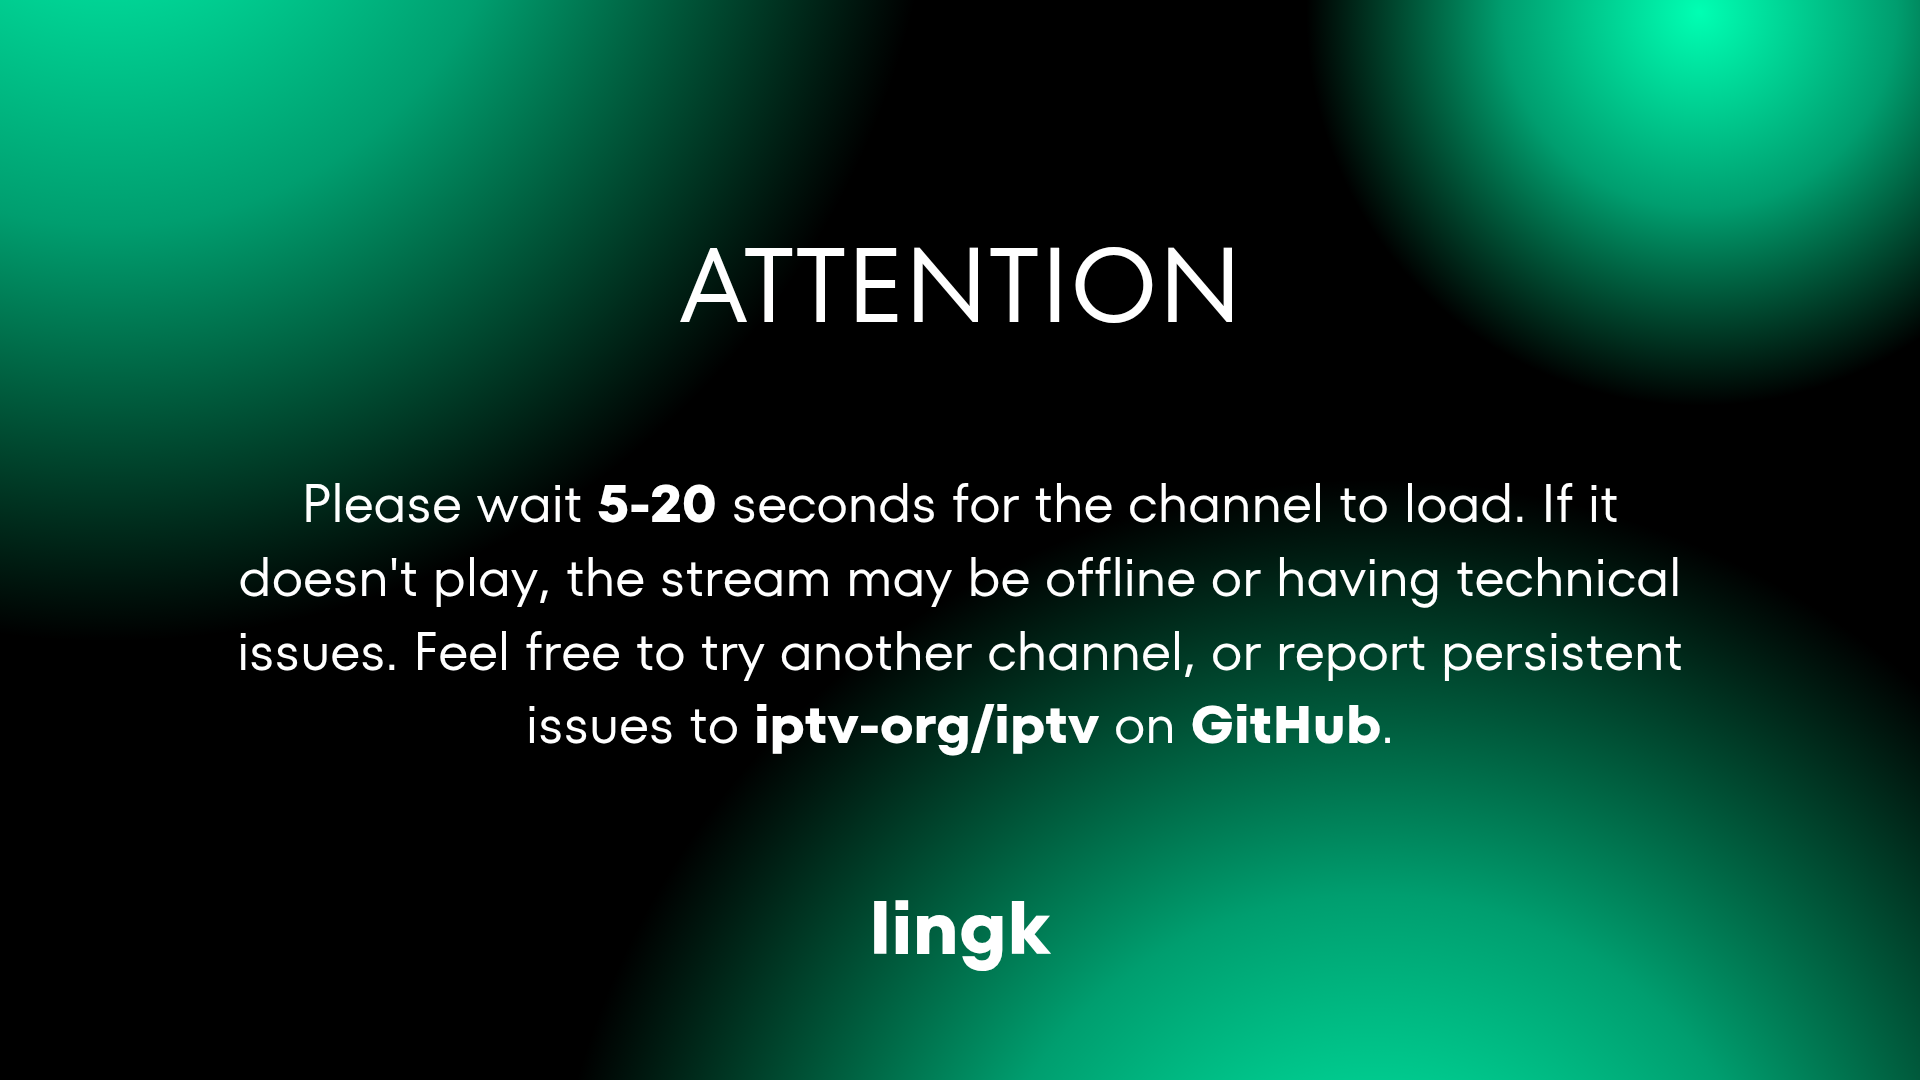 ATTENTION
Please wait 5-20 seconds for the channel to load. If it
doesn't play, the stream may be offline or having technical
issues. Feel free to try another channel, or report persistent
issues to iptv-org/iptv on GitHub.
lingk